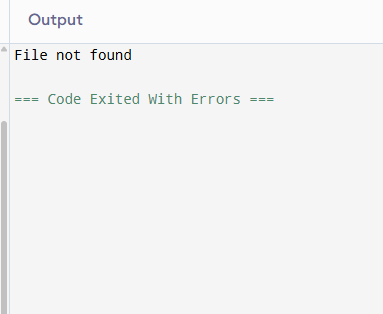 Output
File not found
=== Code Exited With Errors ===